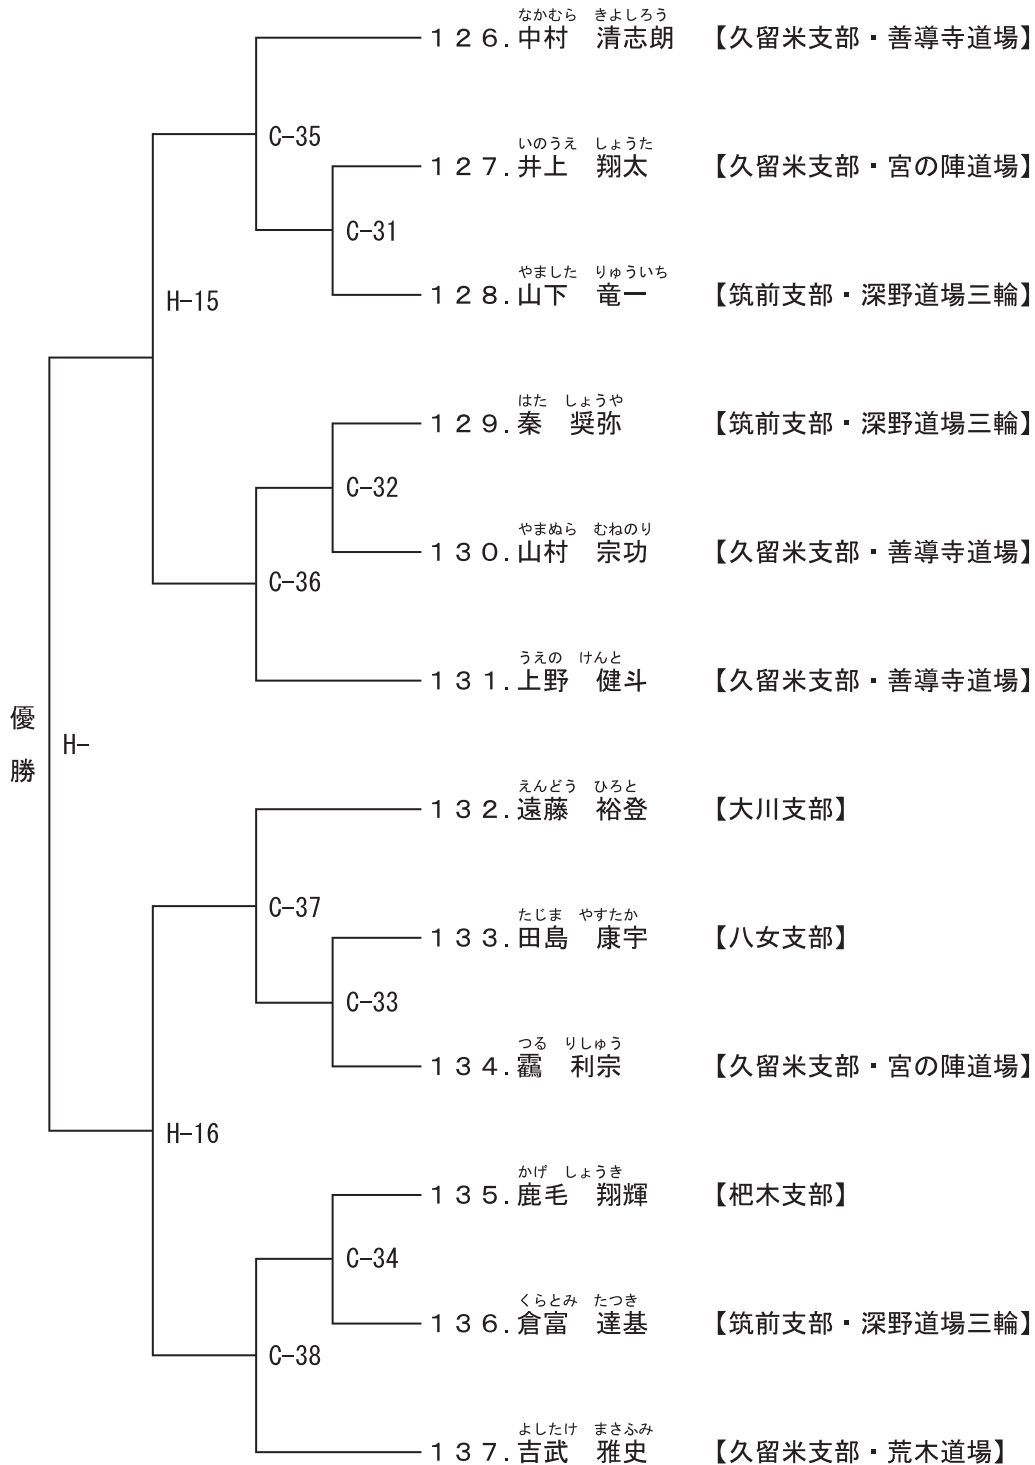 なかむら　きよしろう
１２６.中村　清志朗　【久留米支部・善導寺道場】
C-35
いのうえ　しょうた
１２７.井上　翔太　【久留米支部・宮の陣道場】
C-31
やました　りゅういち
１２８.山下　竜一　【筑前支部・深野道場三輪】
H-15
はた　しょうや
１２９.秦　奨弥　【筑前支部・深野道場三輪】
C-32
やまぬら　むねのり
１３０.山村　宗功　【久留米支部・善導寺道場】
C-36
うえの　けんと
１３１.上野　健斗　【久留米支部・善導寺道場】
優勝
H-
えんどう　ひろと
１３２.遠藤　裕登　【大川支部】
C-37
たじま　やすたか
１３３.田島　康宇　【八女支部】
C-33
つる　りしゅう
１３４.靏　利宗　【久留米支部・宮の陣道場】
H-16
かげ　しょうき
１３５.鹿毛　翔輝　【杷木支部】
C-34
くらとみ　たつき
１３６.倉富　達基　【筑前支部・深野道場三輪】
C-38
よしたけ　まさふみ
１３７.吉武　雅史　【久留米支部・荒木道場】